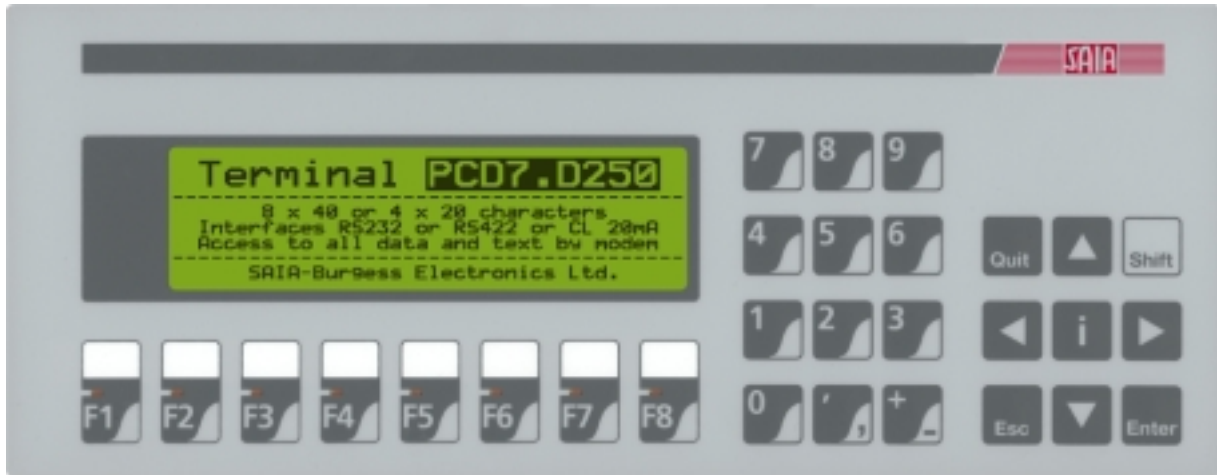 SAIA
Terminal PCD7.D250
8 x 40 or 4 x 20 characters
Interfaces RS232 or RS422 or CL 20mA
Access to all data and text by modem
SAIA-Burgess Electronics Ltd.
7 8 9
4 5 6
Quit Shift
1 2 3
i
F1 F2 F3 F4 F5 F6 F7 F8
0 ' , + -
Esc Enter